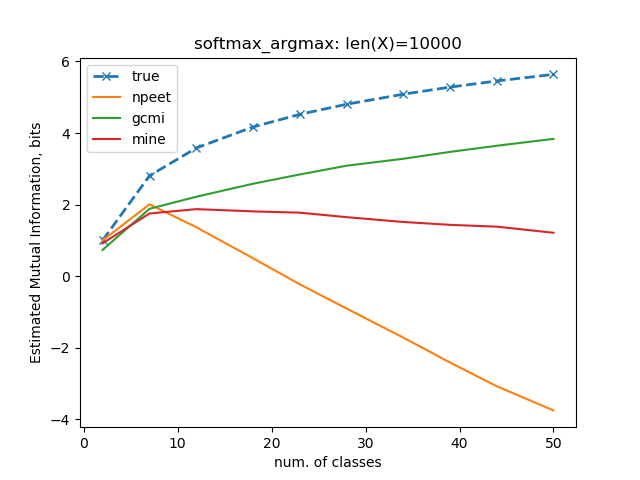 softmax_argmax: len(X)=10000
Estimated Mutual Information, bits
6
4
2
0
−2
−4
true
npeet
gcmi
mine
0 10 20 30 40 50
num. of classes